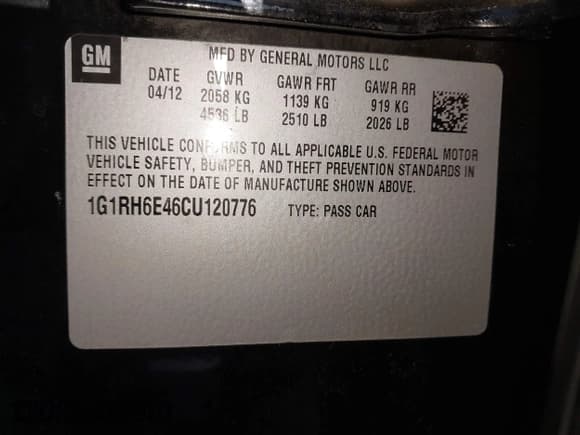 GM
MFD BY GENERAL MOTORS LLC
DATE GVWR GAWR FRT GAWR RR
04/12 2058 KG 1139 KG 919 KG
4536 LB 2510 LB 2026 LB
THIS VEHICLE CONFORMS TO ALL APPLICABLE U.S. FEDERAL MOTOR
VEHICLE SAFETY, BUMPER, AND THEFT PREVENTION STANDARDS IN
EFFECT ON THE DATE OF MANUFACTURE SHOWN ABOVE.
1G1RH6E46CU120776 TYPE: PASS CAR